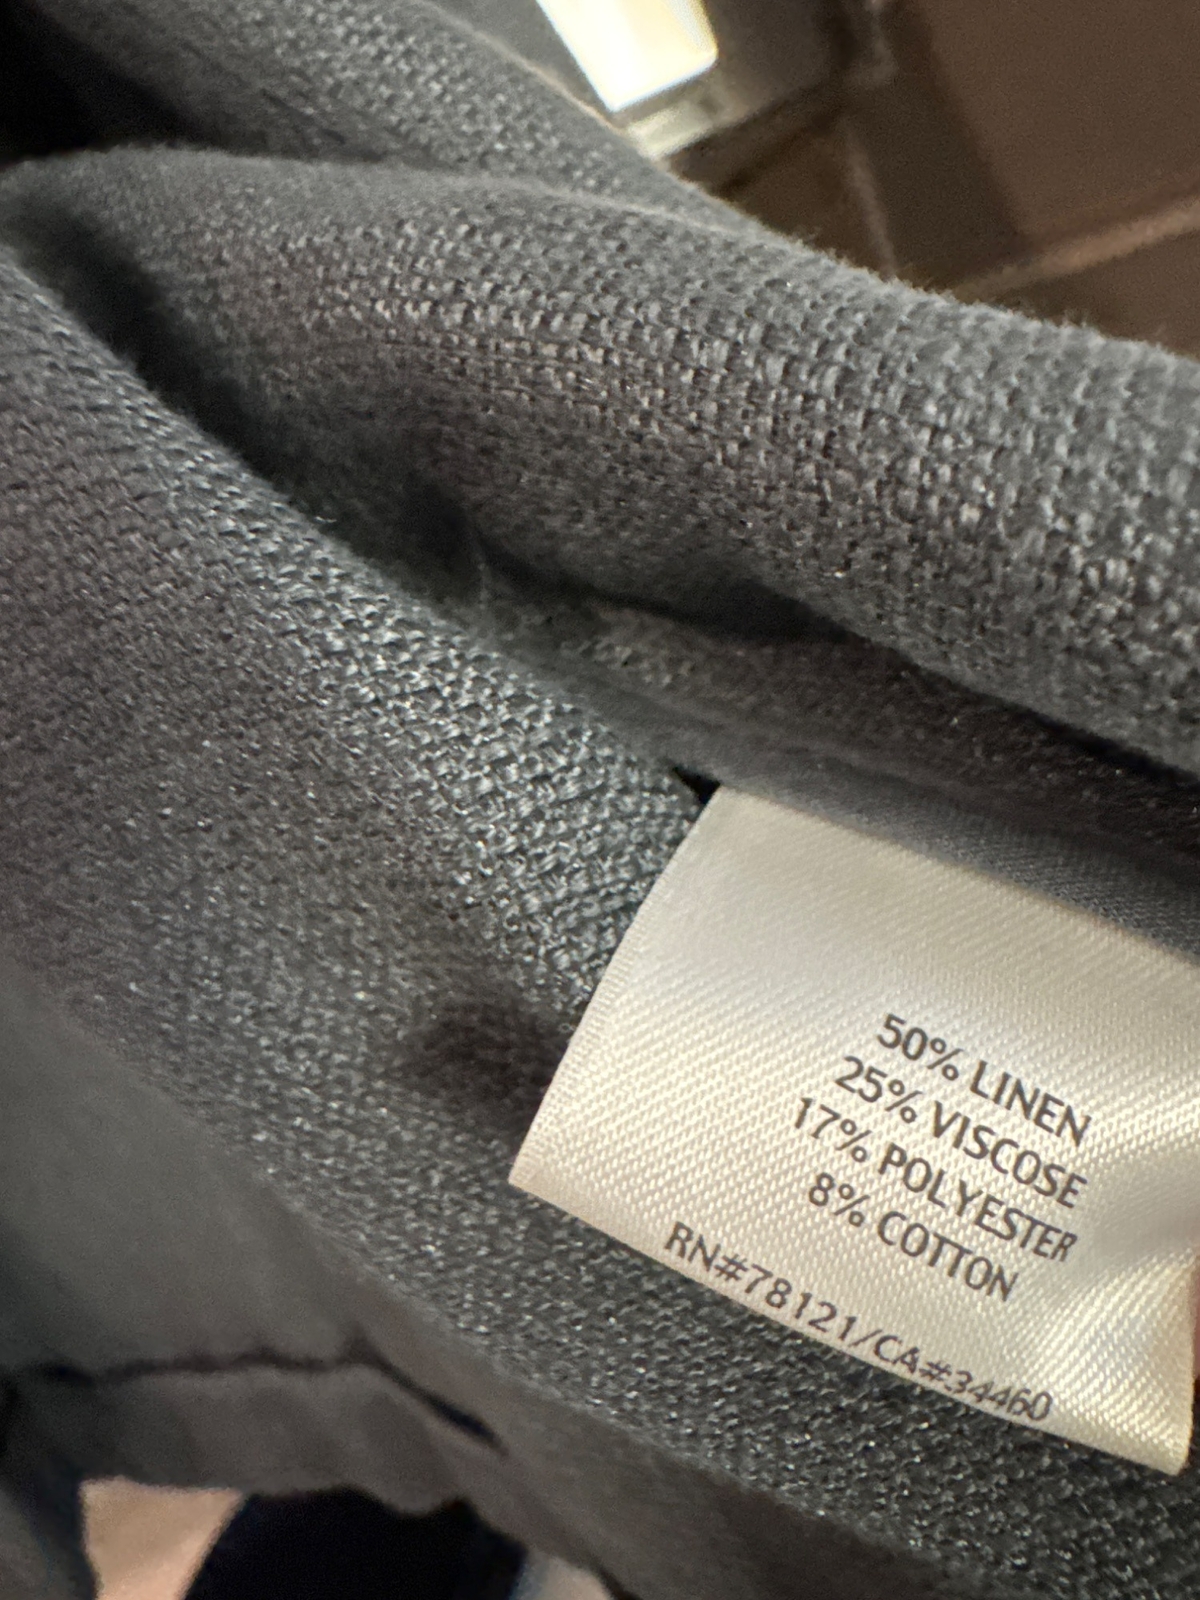 50% LINEN
25% VISCOSE
17% POLYESTER
8% COTTON
RN#78121/CA#34460